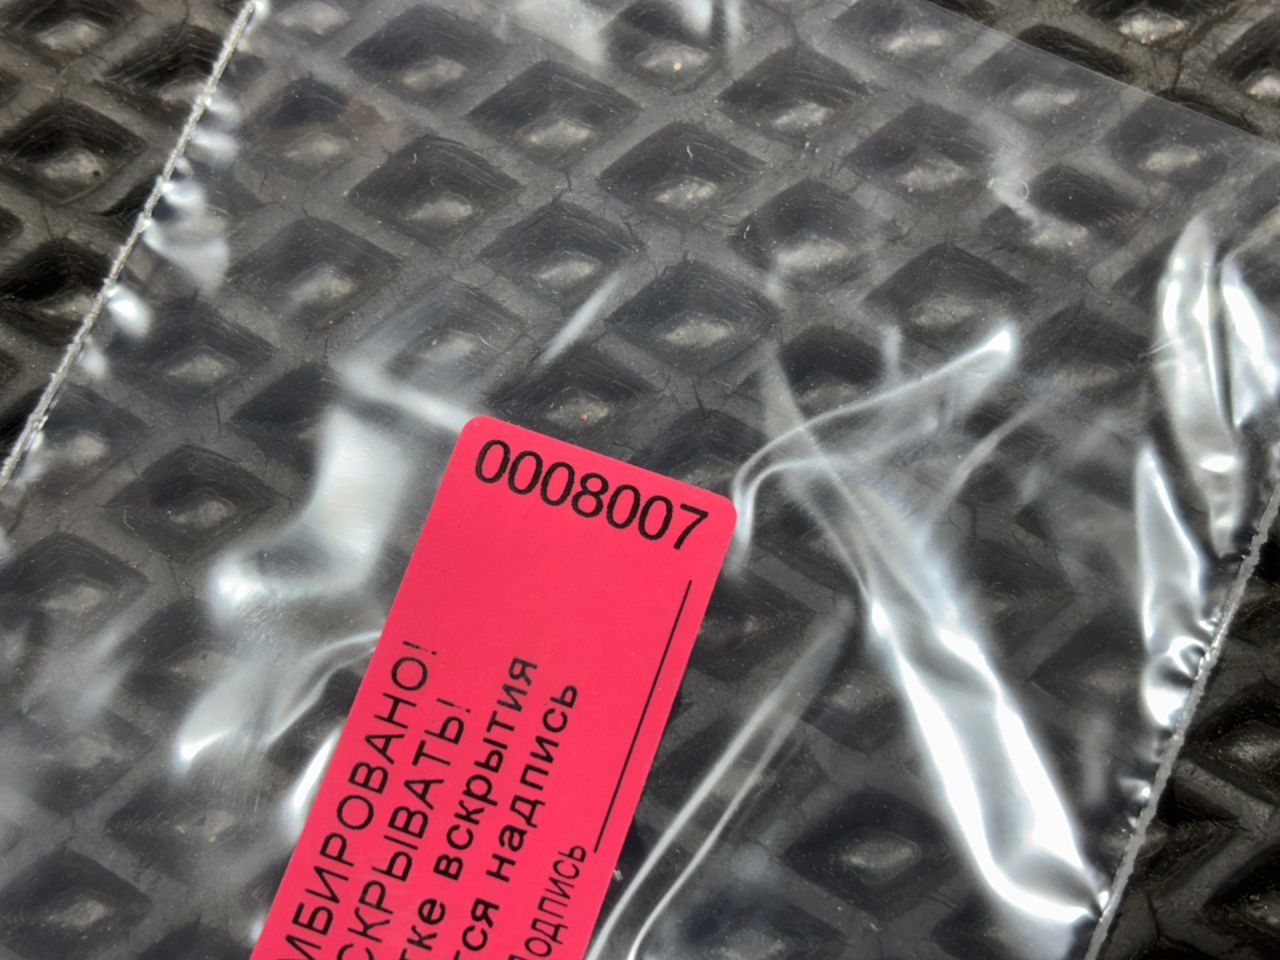 0008007
МБИРОВАНО!
СКРЫВАТЬ!
тке вскрытия
тся надпись
Подпись